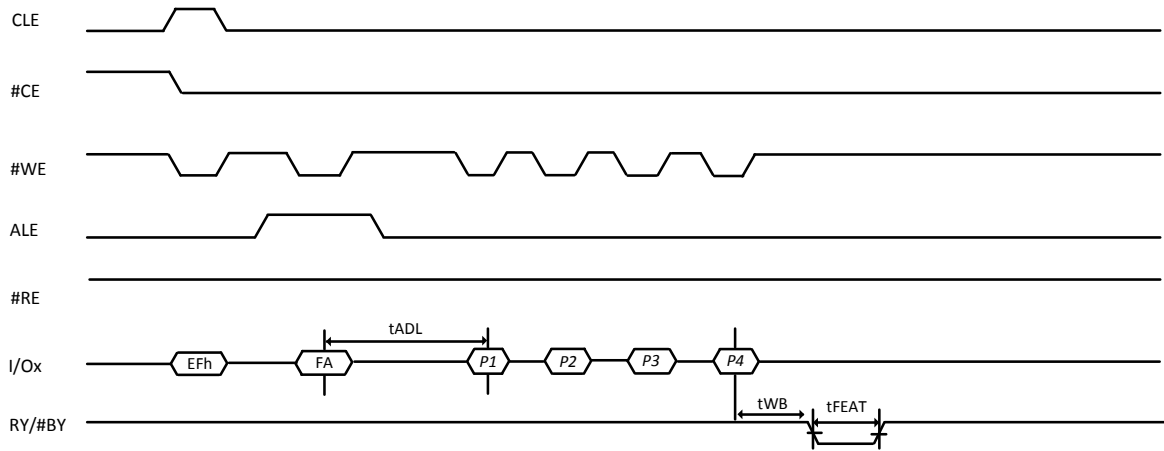 CLE
#CE
#WE
ALE
#RE
tADL
I/Ox EFh FA P1 P2 P3 P4
tWB tFEAT
RY/#BY